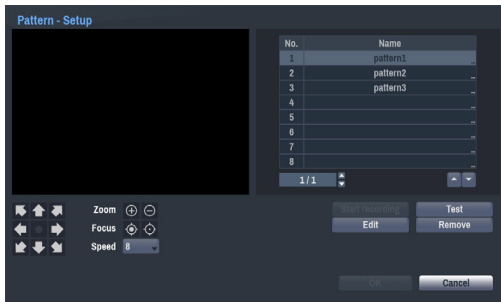 Pattern - Setup
No. Name
1 pattern1 ...
2 pattern2 ...
3 pattern3 ...
4 ...
5 ...
6 ...
7 ...
8 ...
1/1
Zoom
Focus
Speed 8
Start recording Test
Edit Remove
OK Cancel